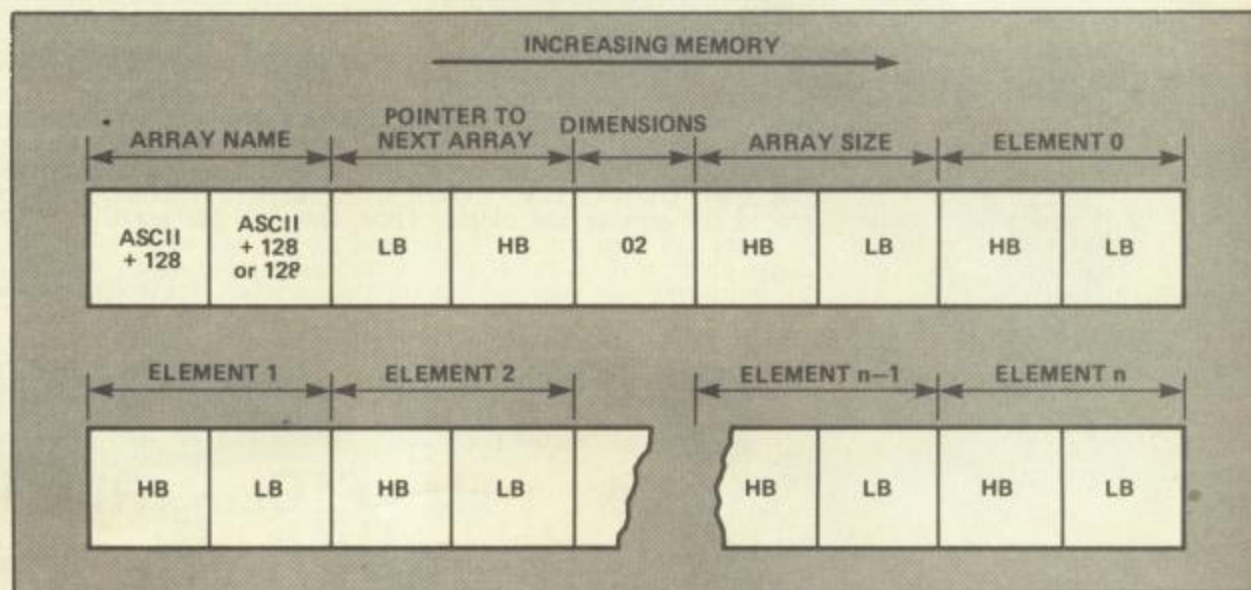 INCREASING MEMORY
ARRAY NAME
POINTER TO
NEXT ARRAY
DIMENSIONS
ARRAY SIZE
ELEMENT 0
ASCII
+ 128
ASCII
+ 128
or 128
LB
HB
02
HB
LB
HB
LB
ELEMENT 1
ELEMENT 2
ELEMENT n–1
ELEMENT n
HB
LB
HB
LB
HB
LB
HB
LB